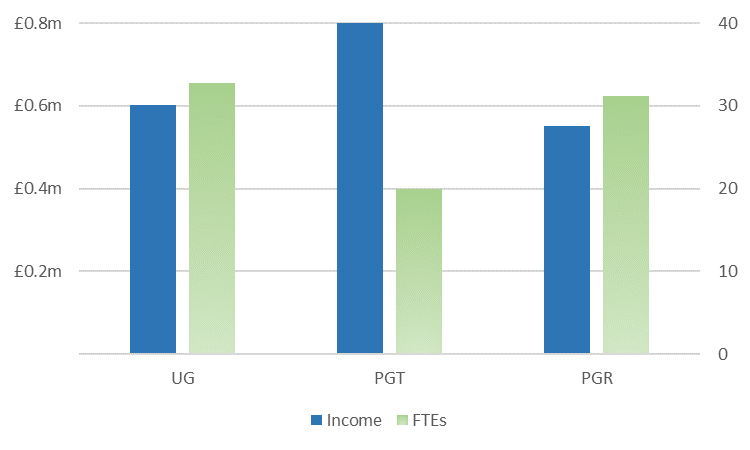 £0.8m 40
£0.6m 30
£0.4m 20
£0.2m 10
0
UG PGT PGR
Income FTEs